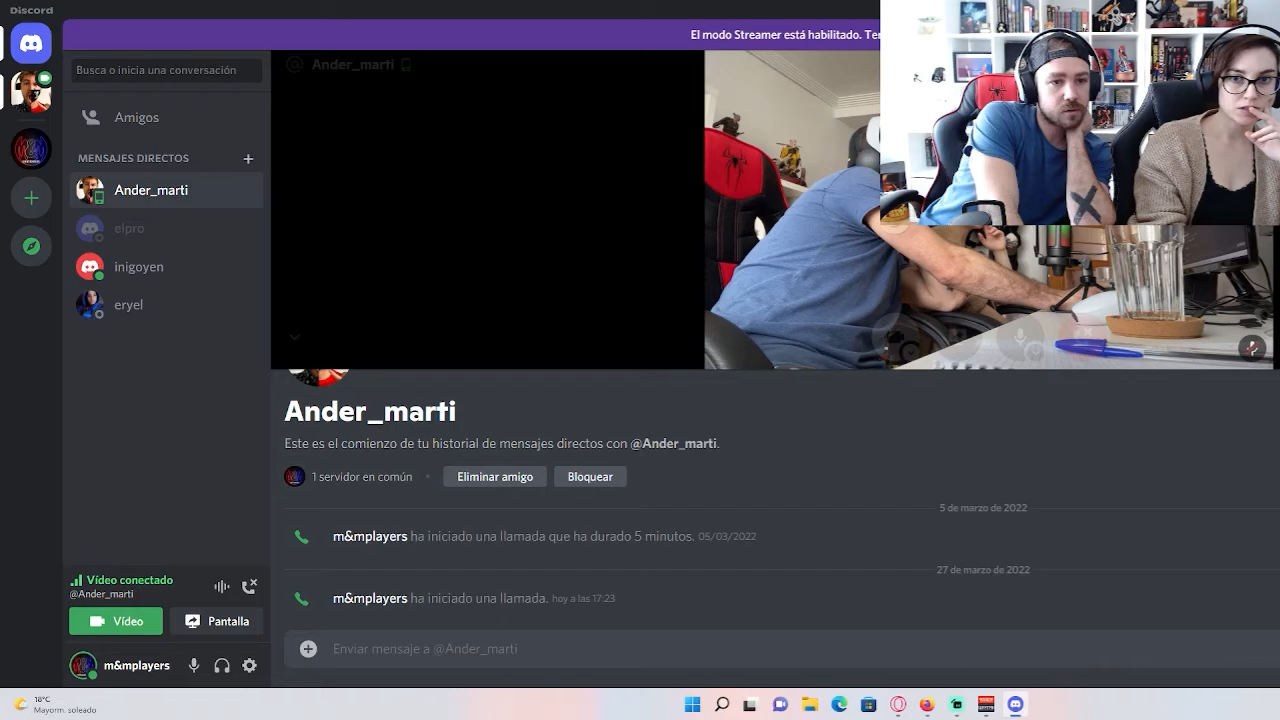 Discord
El modo Streamer está habilitado. Ter
Busca o inicia una conversación
Ander_marti
Amigos
MENSAJES DIRECTOS
Ander_marti
elpro
inigoyen
eryel
Ander_marti
Este es el comienzo de tu historial de mensajes directos con @Ander_marti.
1 servidor en común
Eliminar amigo
Bloquear
5 de marzo de 2022
m&mplayers ha iniciado una llamada que ha durado 5 minutos. 05/03/2022
27 de marzo de 2022
m&mplayers ha iniciado una llamada. hoy a las 17:23
Enviar mensaje a @Ander_marti
Vídeo conectado
@Ander_marti
Vídeo
Pantalla
m&mplayers
18°C
Mayorm. soleado